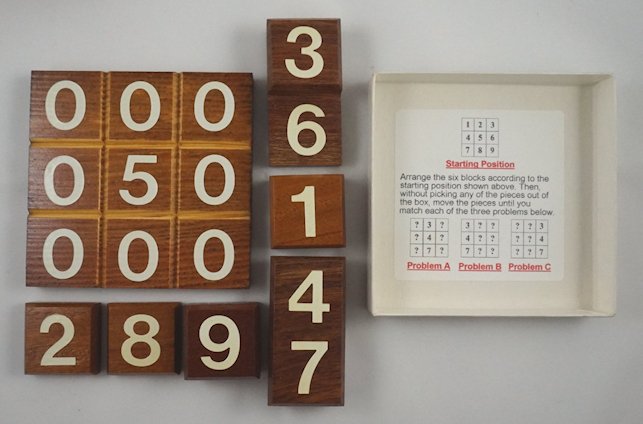 0 0 0
0 5 0
0 0 0
2 8 9
3
6
1
4
7
1 2 3
4 5 6
7 8 9
Starting Position
Arrange the six blocks according to the
starting position shown above. Then,
without picking any of the pieces out of
the box, move the pieces until you
match each of the three problems below.
? 3 ? 3 ? ? ? ? 3
? 4 ? 4 ? ? ? ? 4
? 7 ? 7 ? ? ? ? 7
Problem A Problem B Problem C